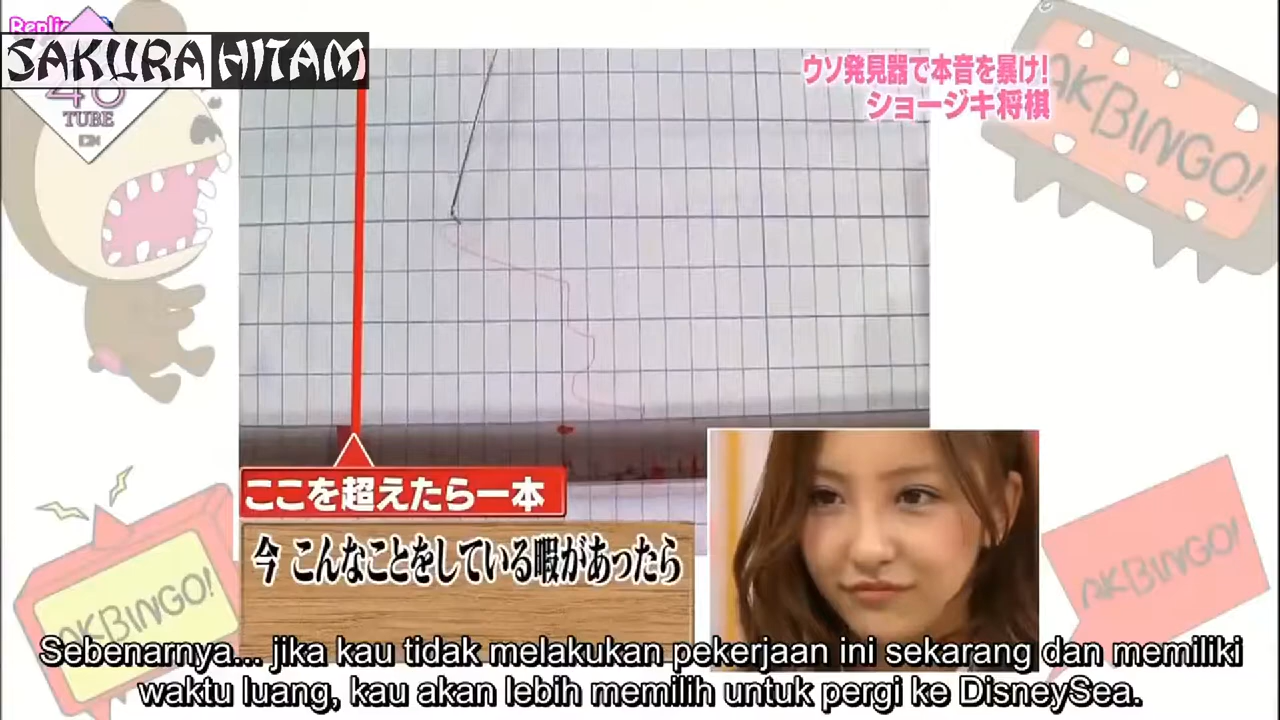 SAKURA HITAM
TUBE
ウソ発見器で本音を暴け!
ショージキ将棋
AKBINGO!
ここを超えたら一本
今 こんなことをしている暇があったら
AKBINGO!
AKBINGO!
Sebenarnya... jika kau tidak melakukan pekerjaan ini sekarang dan memiliki
waktu luang, kau akan lebih memilih untuk pergi ke DisneySea.